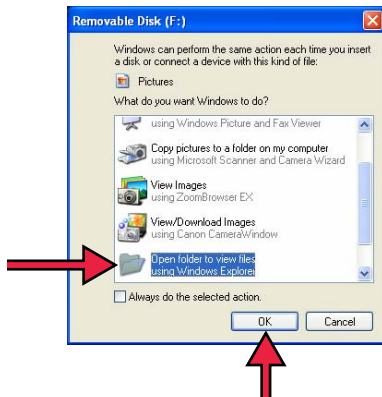 Removable Disk (F:)
Windows can perform the same action each time you insert
a disk or connect a device with this kind of file:
Pictures
What do you want Windows to do?
using Windows Picture and Fax Viewer
Copy pictures to a folder on my computer
using Microsoft Scanner and Camera Wizard
View Images
using ZoomBrowser EX
View/Download Images
using Canon CameraWindow
Open folder to view files
using Windows Explorer
Always do the selected action.
OK Cancel